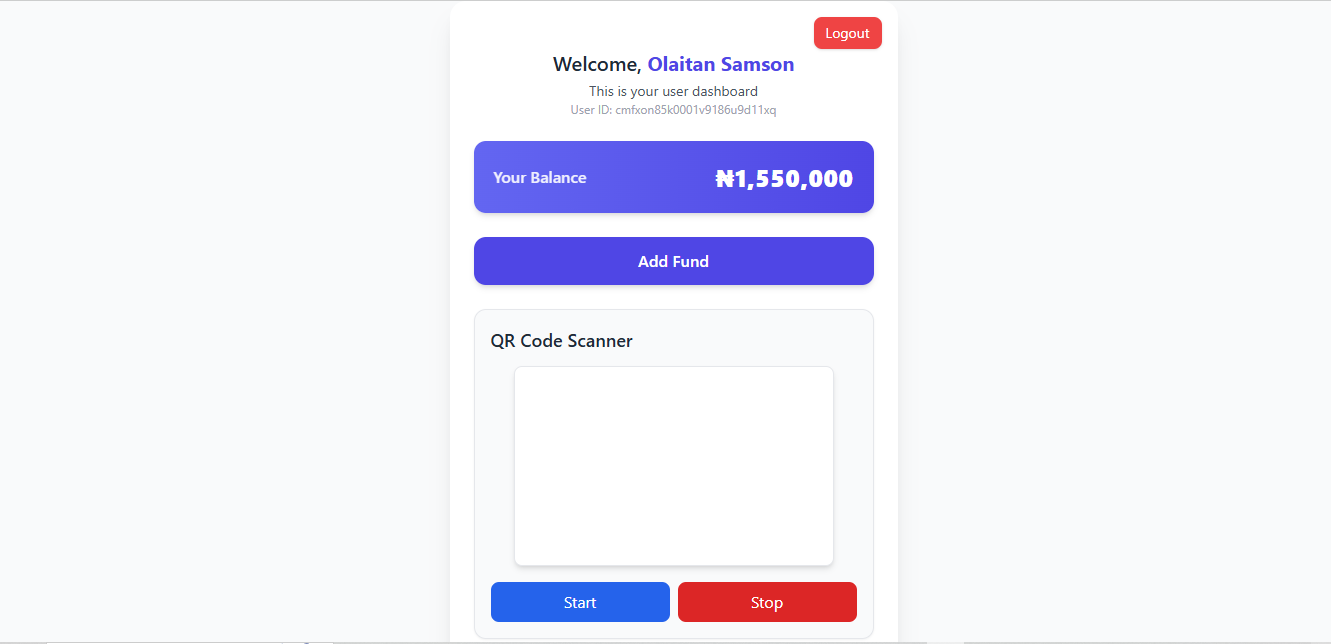 Logout
Welcome, Olaitan Samson
This is your user dashboard
User ID: cmfxon85k0001v9186u9d11xq
Your Balance ₦1,550,000
Add Fund
QR Code Scanner
Start Stop